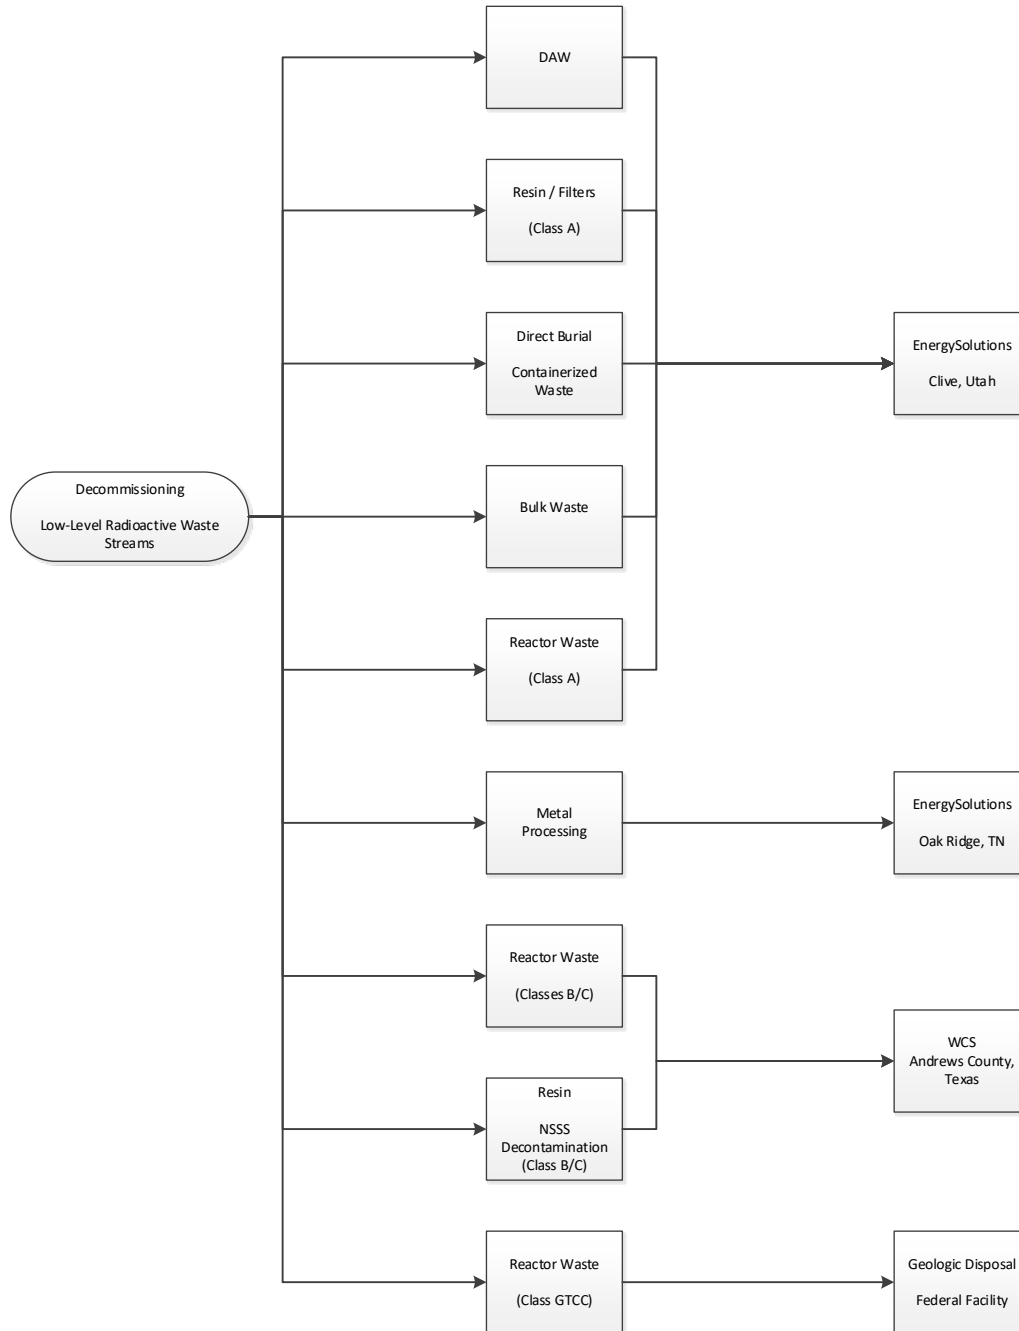 DAW
Resin / Filters
(Class A)
Direct Burial
Containerized
Waste
EnergySolutions
Clive, Utah
Decommissioning
Low-Level Radioactive Waste
Streams
Bulk Waste
Reactor Waste
(Class A)
Metal
Processing
EnergySolutions
Oak Ridge, TN
Reactor Waste
(Classes B/C)
WCS
Andrews County,
Texas
Resin
NSSS
Decontamination
(Class B/C)
Reactor Waste
(Class GTCC)
Geologic Disposal
Federal Facility